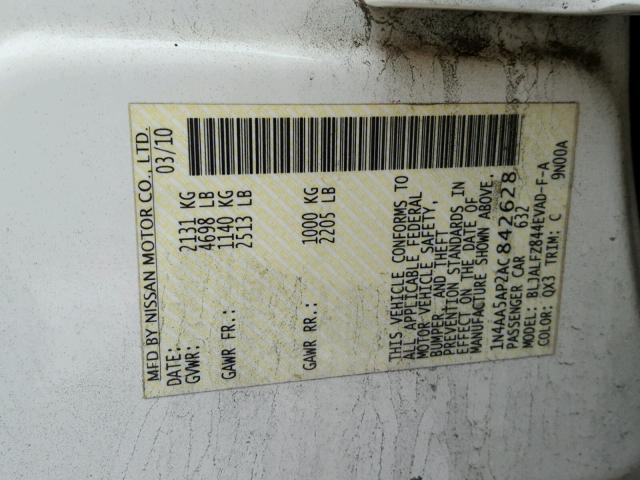 MFD BY NISSAN MOTOR CO., LTD.
DATE: 03/10
GVWR: 2131 KG
4698 LB
GAWR FR.: 1140 KG
2513 LB
GAWR RR.: 1000 KG
2205 LB
THIS VEHICLE CONFORMS TO
ALL APPLICABLE FEDERAL
MOTOR VEHICLE SAFETY,
BUMPER, AND THEFT
PREVENTION STANDARDS IN
EFFECT ON THE DATE OF
MANUFACTURE SHOWN ABOVE.
1N4AA5AP2AC842628
PASSENGER CAR 632
MODEL: BLJALF2844EVAD-F-A
COLOR: QX3 TRIM: C 9N00A